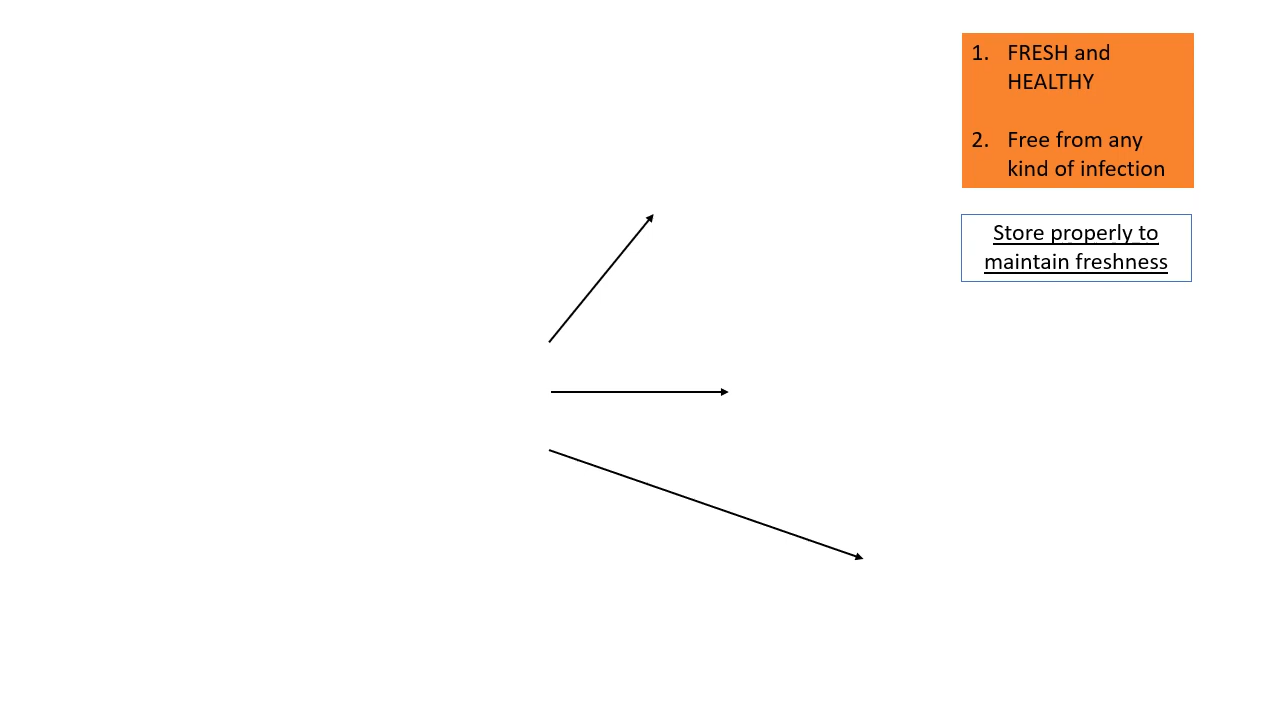 1. FRESH and
HEALTHY
2. Free from any
kind of infection
Store properly to
maintain freshness